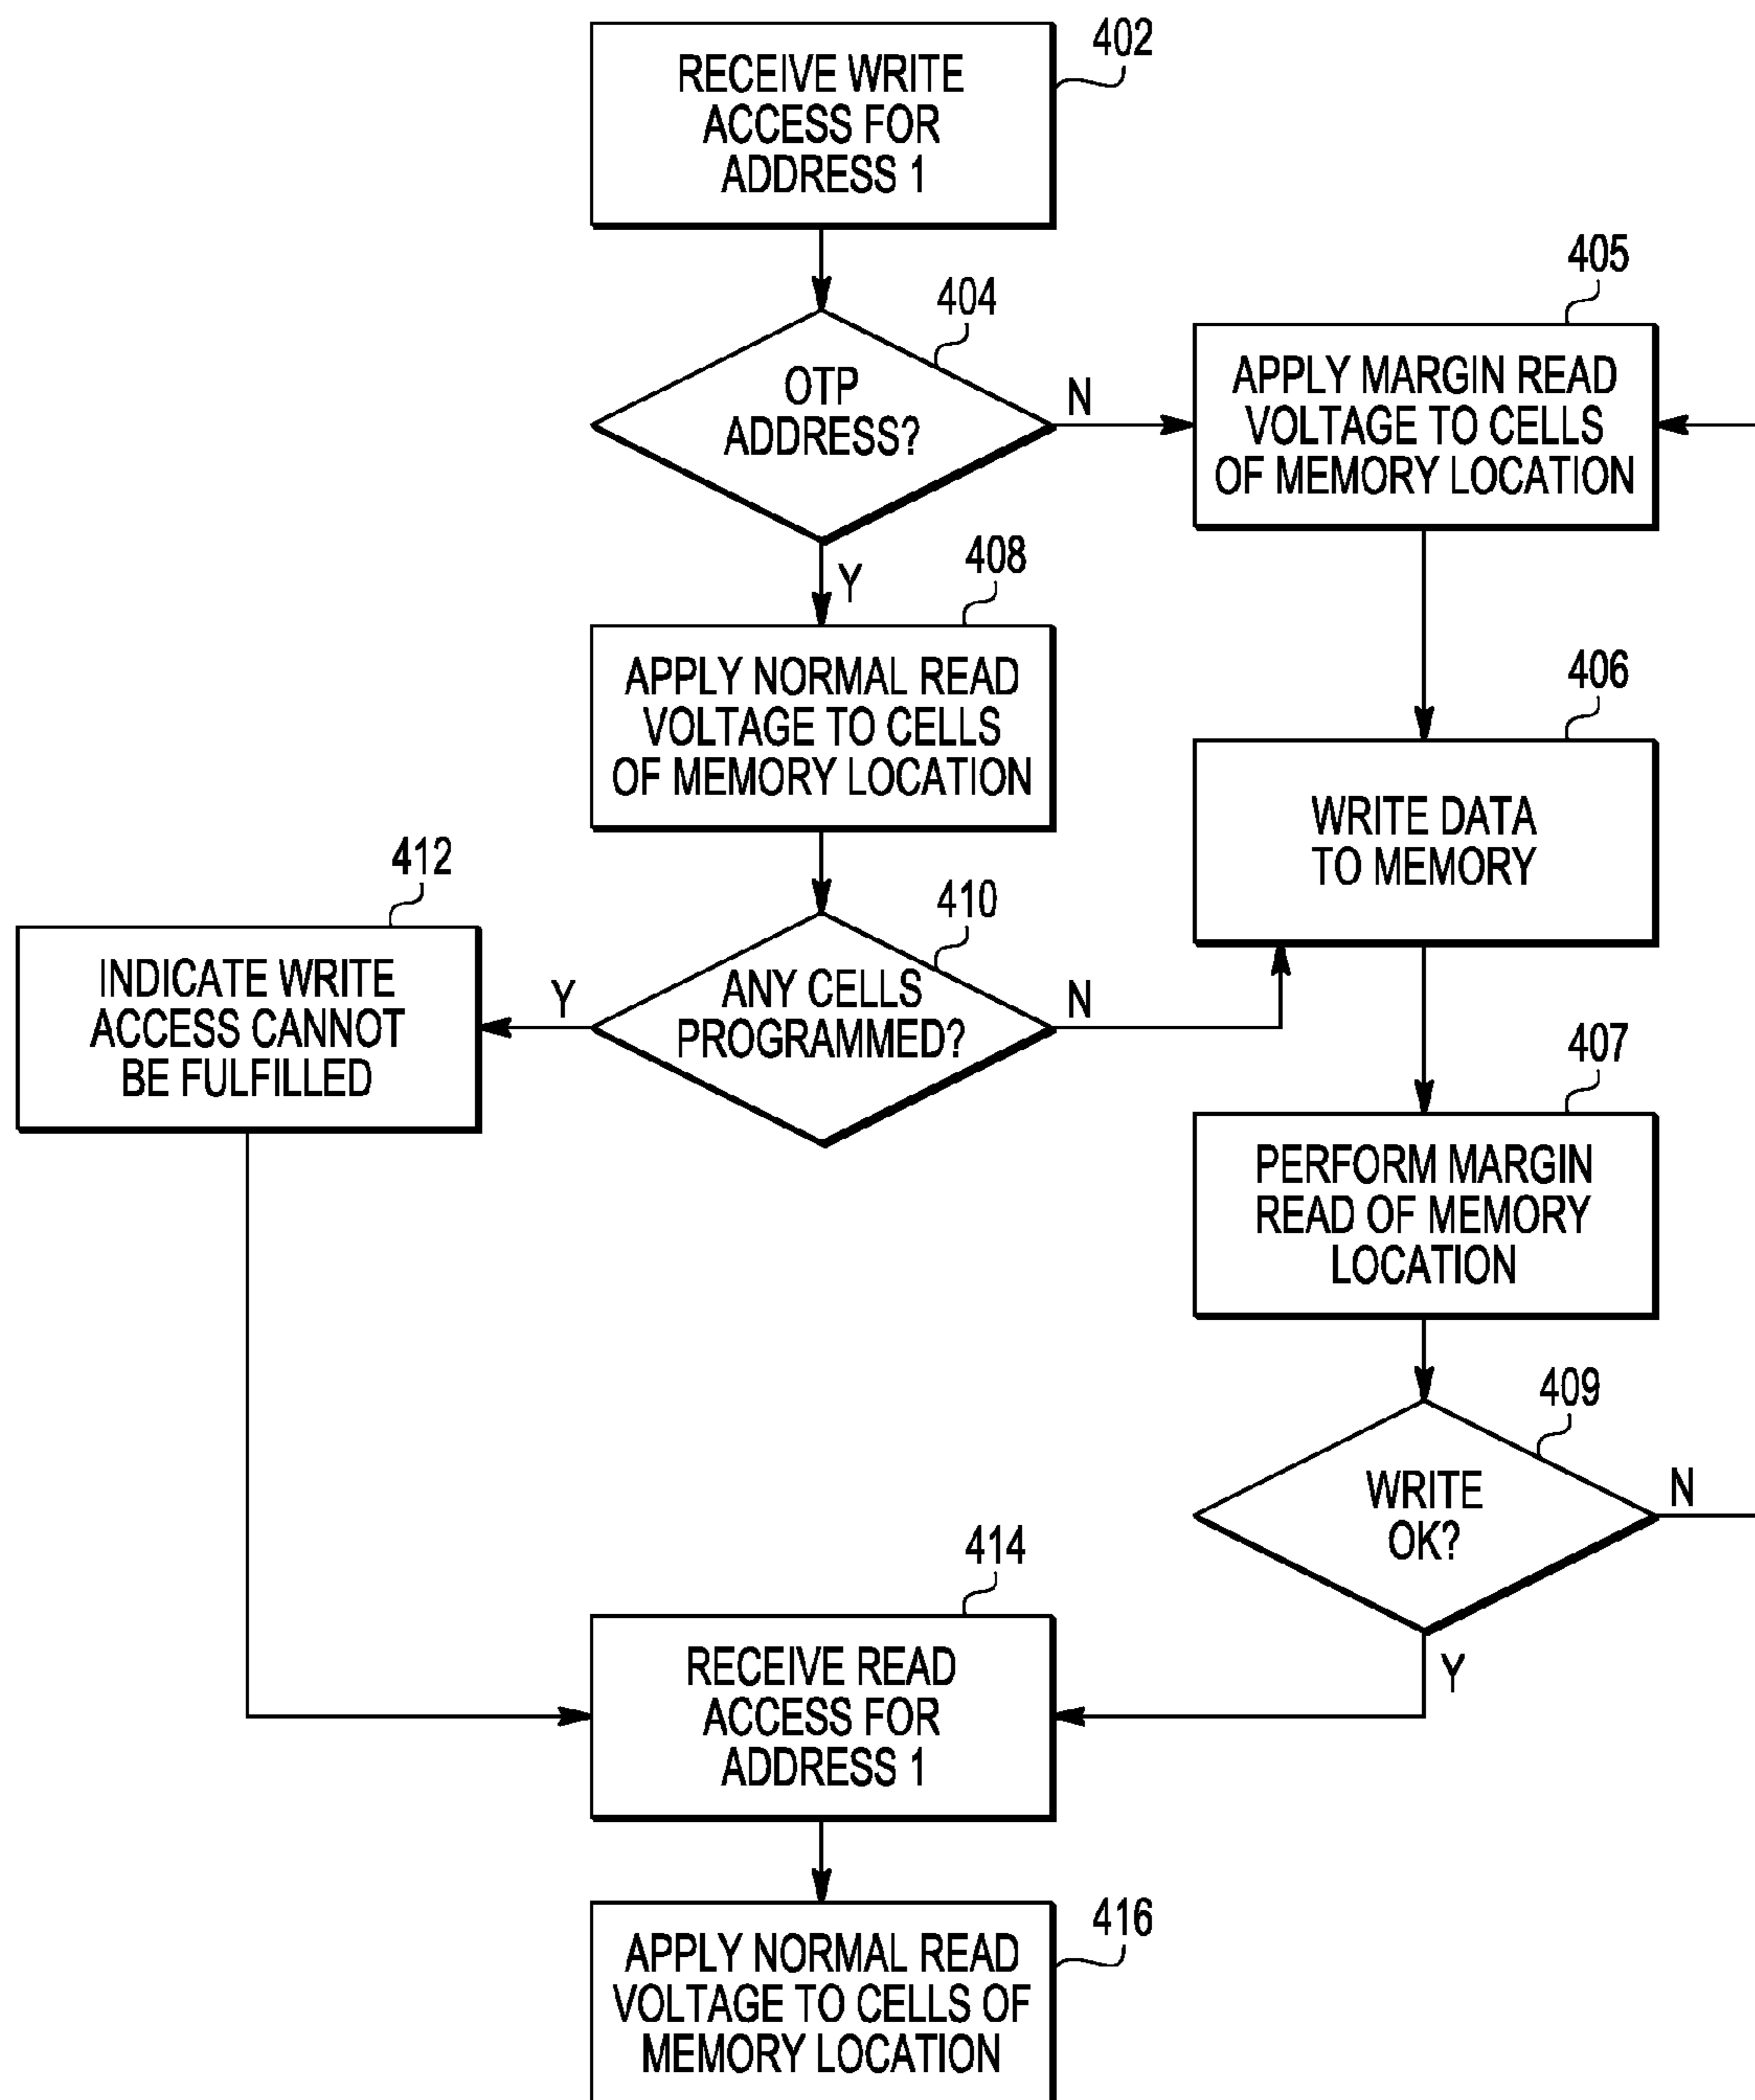 402
RECEIVE WRITE
ACCESS FOR
ADDRESS 1
404
OTP
ADDRESS?
N
Y
405
APPLY MARGIN READ
VOLTAGE TO CELLS
OF MEMORY LOCATION
408
APPLY NORMAL READ
VOLTAGE TO CELLS
OF MEMORY LOCATION
406
WRITE DATA
TO MEMORY
410
ANY CELLS
PROGRAMMED?
Y
N
412
INDICATE WRITE
ACCESS CANNOT
BE FULFILLED
407
PERFORM MARGIN
READ OF MEMORY
LOCATION
409
WRITE
OK?
N
Y
414
RECEIVE READ
ACCESS FOR
ADDRESS 1
416
APPLY NORMAL READ
VOLTAGE TO CELLS OF
MEMORY LOCATION